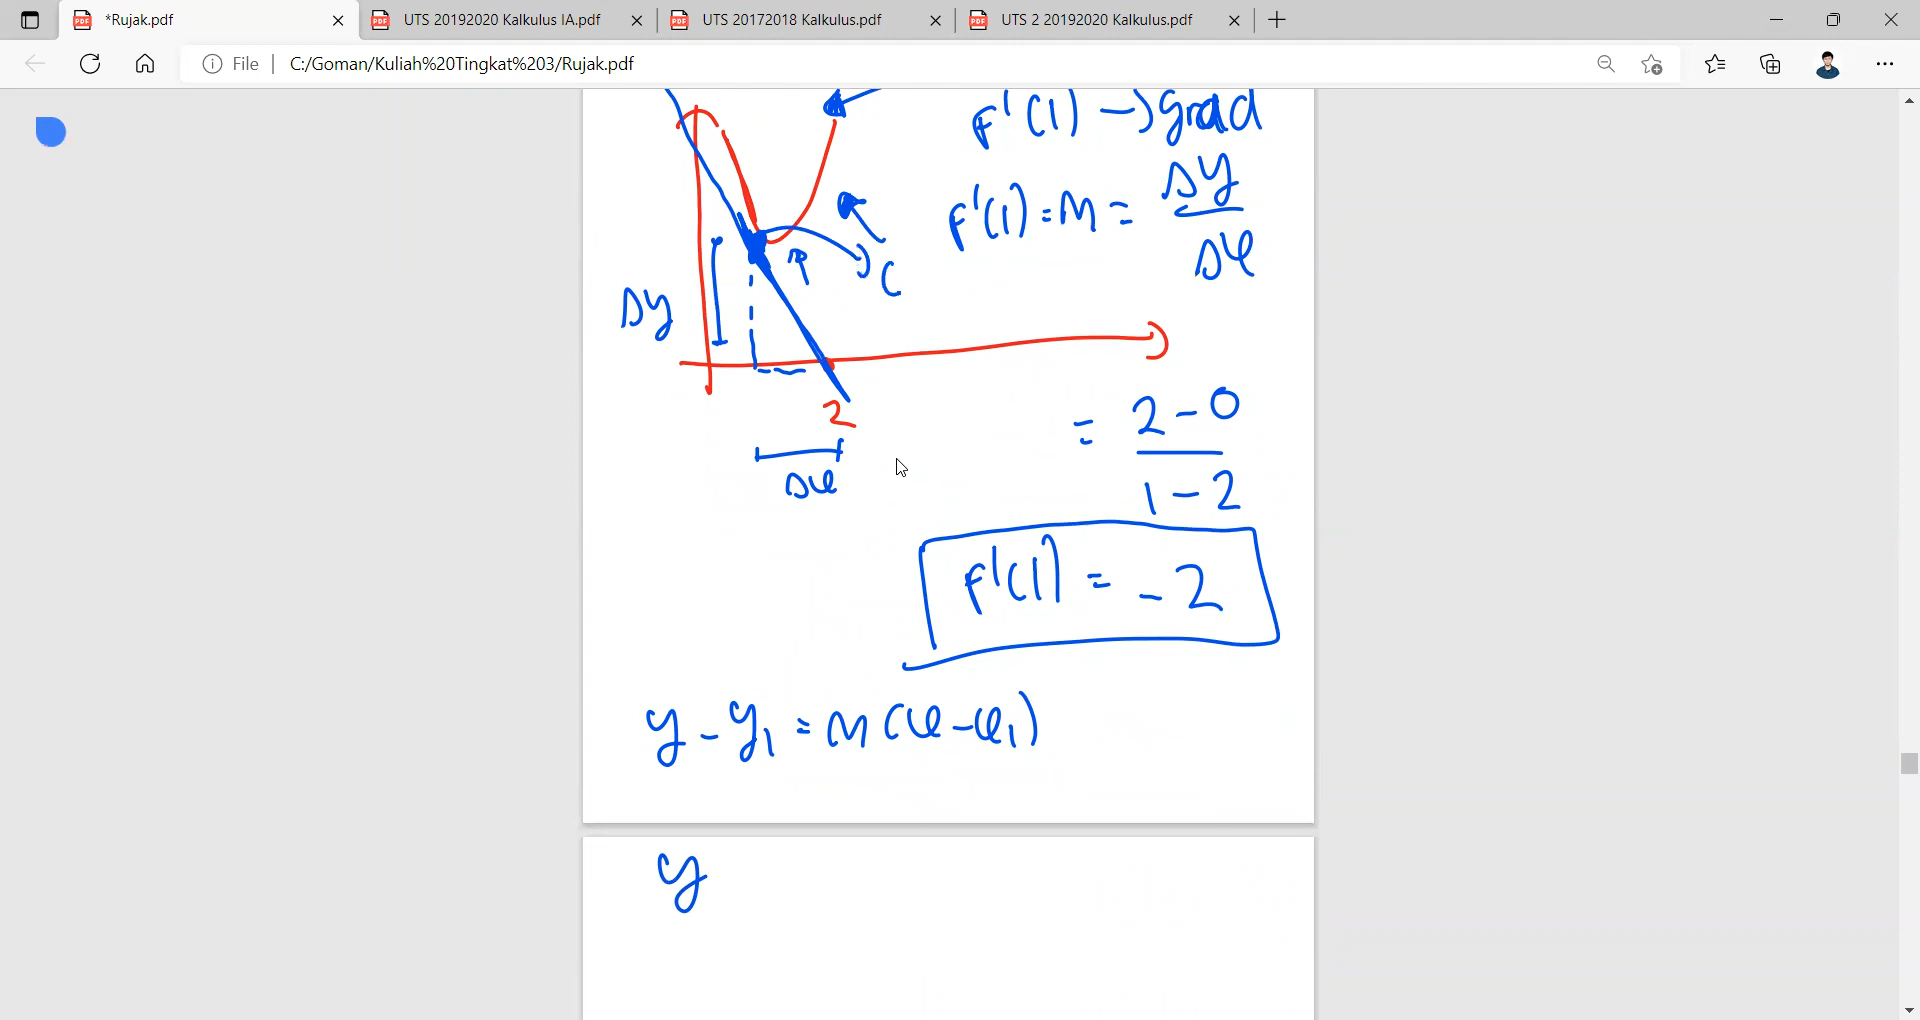 *Rujak.pdf
UTS 20192020 Kalkulus IA.pdf
UTS 20172018 Kalkulus.pdf
UTS 2 20192020 Kalkulus.pdf
File
C:/Goman/Kuliah%20Tingkat%203/Rujak.pdf
F'(1) → grad
F'(1) = M = Δy
Δx
C
Δy
2
Δx
= 2 - 0
1 - 2
F'(1) = -2
y - y₁ = M (x - x₁)
y